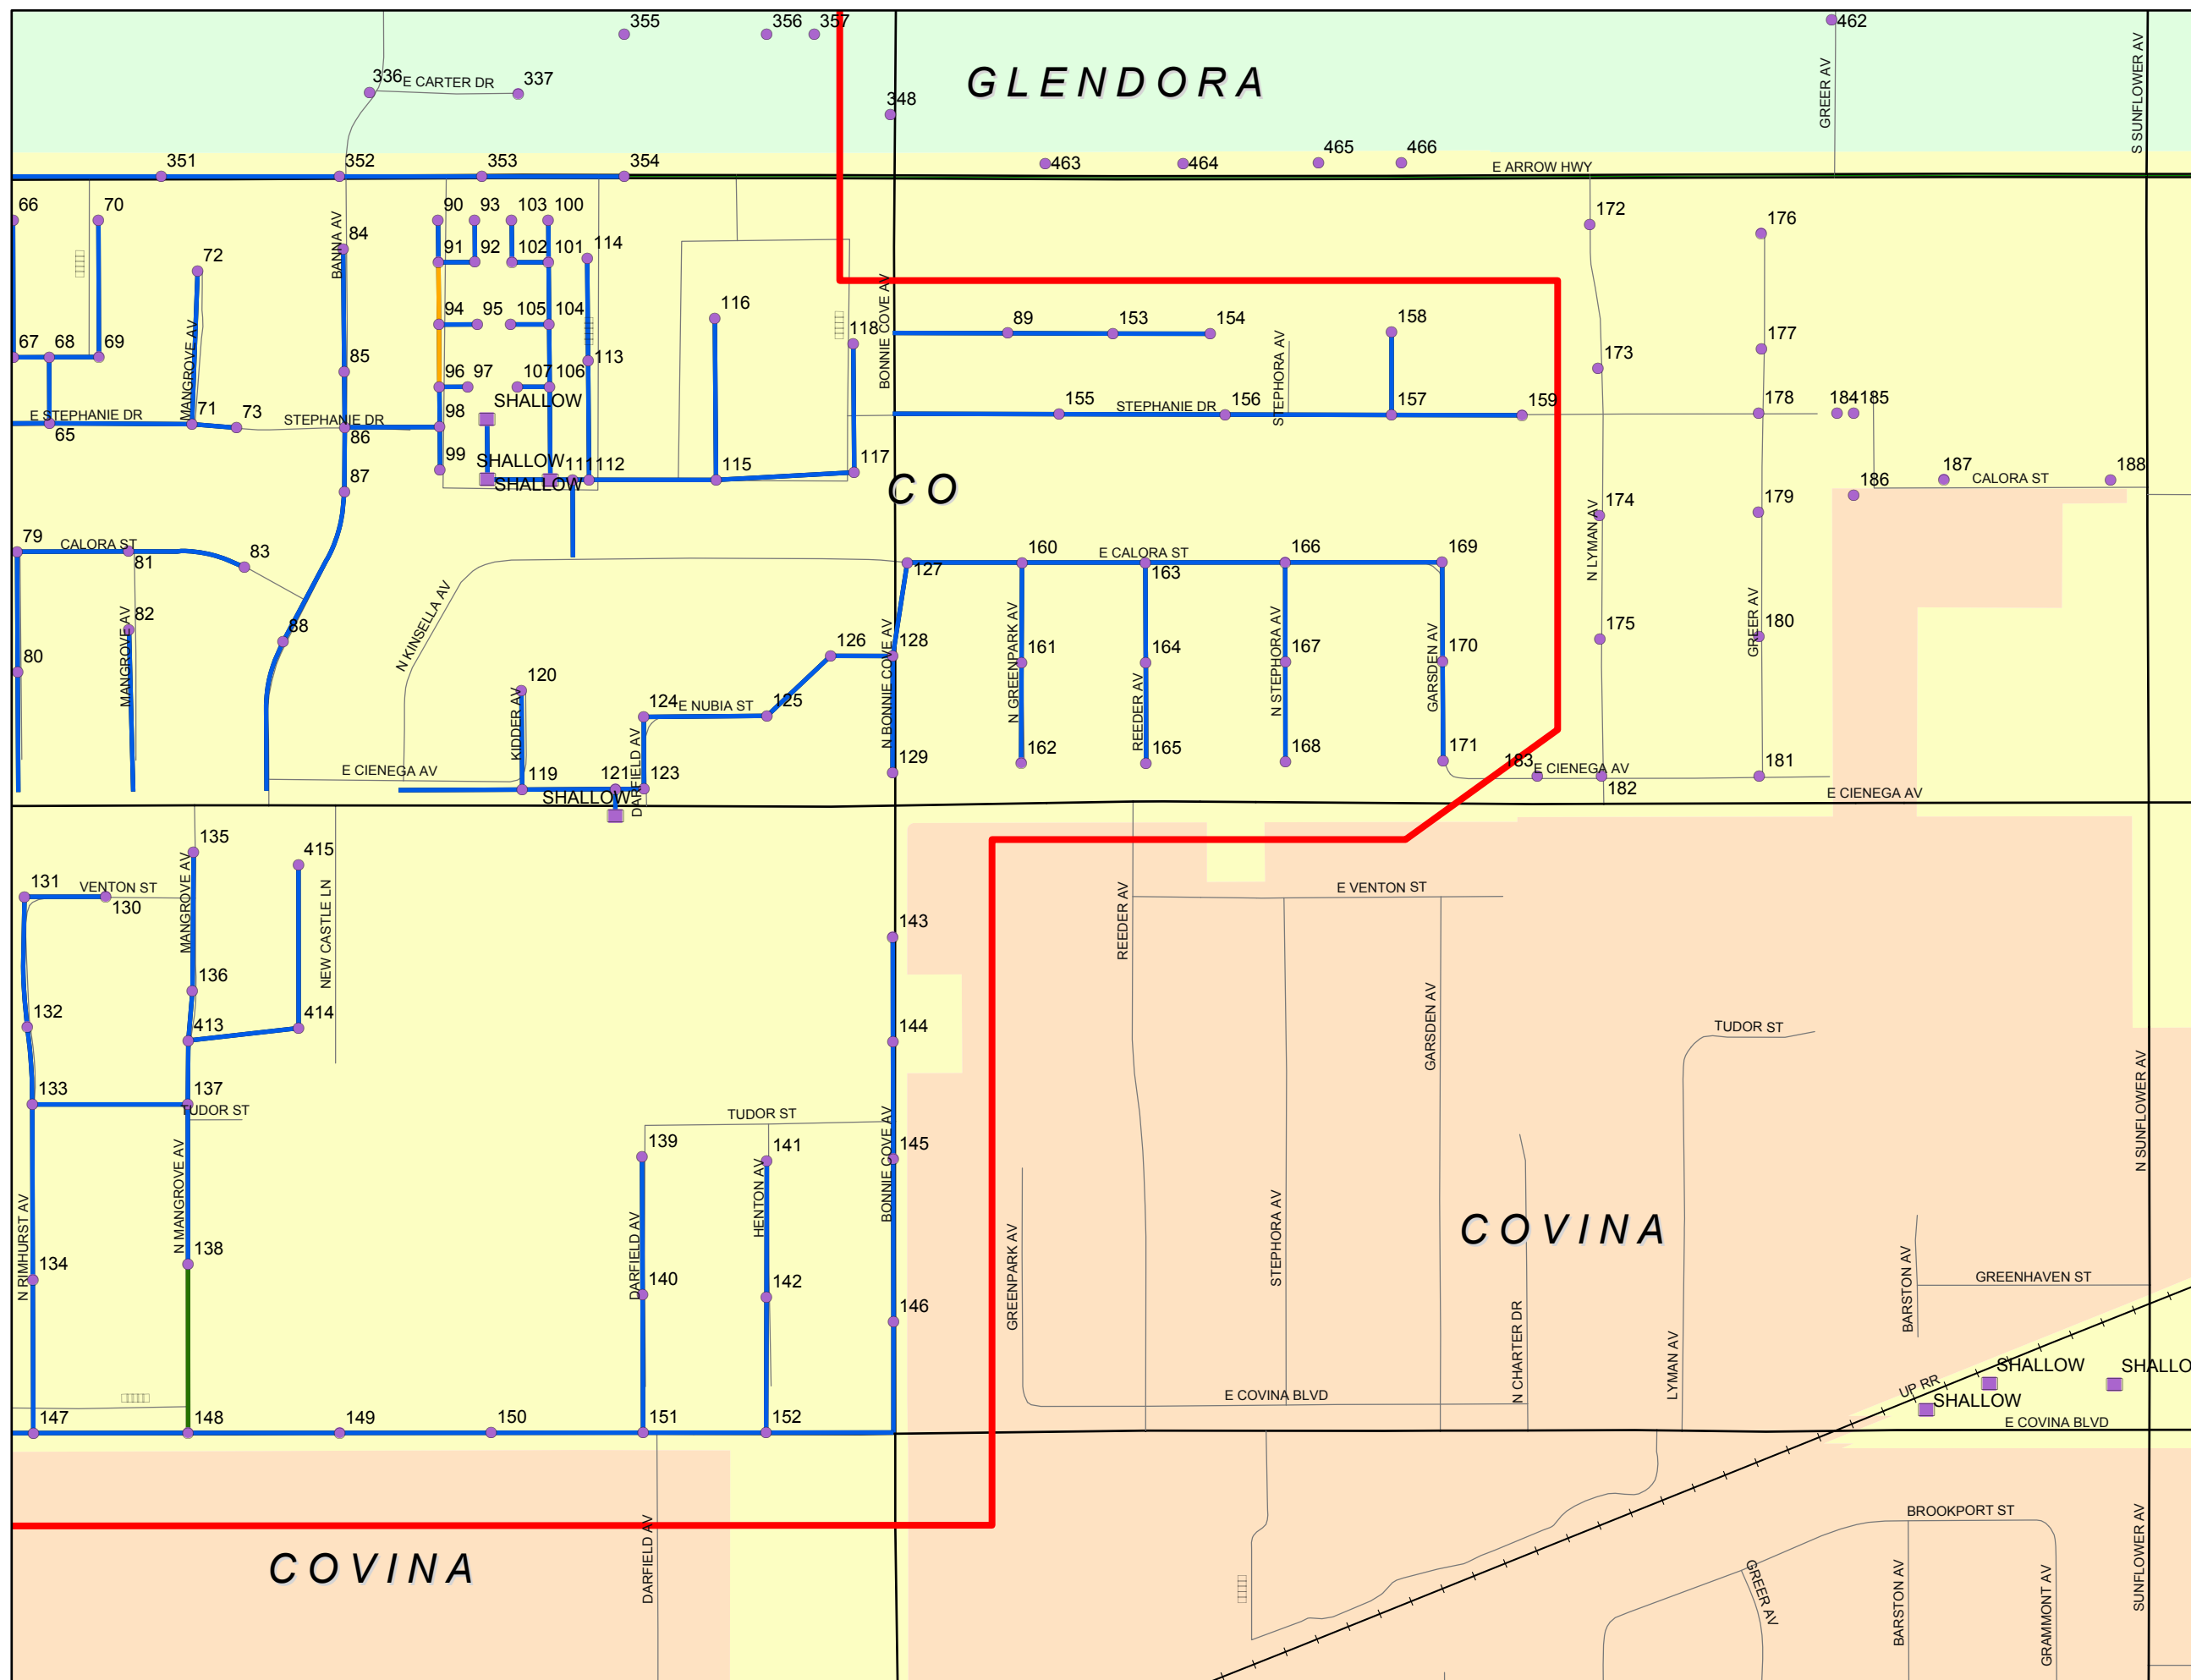 355
356
357
462
336
E CARTER DR
337
GLENDORA
GREER AV
S SUNFLOWER AV
348
351
352
353
354
463
464
465
466
E ARROW HWY
66
70
90
93
103
100
172
176
BANNA AV
84
91
92
102
101
114
72
116
BONNIE COVE AV
94
95
105
104
118
89
153
154
158
67
68
69
MANGROVE AV
113
STEPHORA AV
173
177
85
96
97
107
106
SHALLOW
E STEPHANIE DR
71
73
STEPHANIE DR
98
155
STEPHANIE DR
156
157
159
178
184
185
65
86
99
SHALLOW
SHALLOW
111
112
115
117
CO
87
N LYMAN AV
174
179
186
187
CALORA ST
188
79
CALORA ST
81
83
127
160
E CALORA ST
163
166
169
82
MANGROVE AV
88
N KINSELLA AV
126
128
N BONNIE COVE AV
161
N GREENPARK AV
164
REEDER AV
167
N STEPHORA AV
170
GARSDEN AV
175
180
GREER AV
80
120
KIDDER AV
124
E NUBIA ST
125
DARFIELD AV
129
162
165
168
171
183
E CIENEGA AV
182
181
E CIENEGA AV
119
121
123
SHALLOW
E CIENEGA AV
135
415
131
VENTON ST
130
MANGROVE AV
NEW CASTLE LN
143
REEDER AV
E VENTON ST
136
132
413
414
144
GARSDEN AV
TUDOR ST
133
137
TUDOR ST
TUDOR ST
139
141
145
BONNIE COVE AV
N SUNFLOWER AV
N MANGROVE AV
HENTON AV
STEPHORA AV
COVINA
N RIMHURST AV
134
138
DARFIELD AV
140
142
146
GREENPARK AV
N CHARTER DR
LYMAN AV
BARSTON AV
GREENHAVEN ST
SHALLOW
SHALLO
UP RR
SHALLOW
E COVINA BLVD
E COVINA BLVD
147
148
149
150
151
152
COVINA
DARFIELD AV
BROOKPORT ST
GREER AV
BARSTON AV
GRAMMONT AV
SUNFLOWER AV